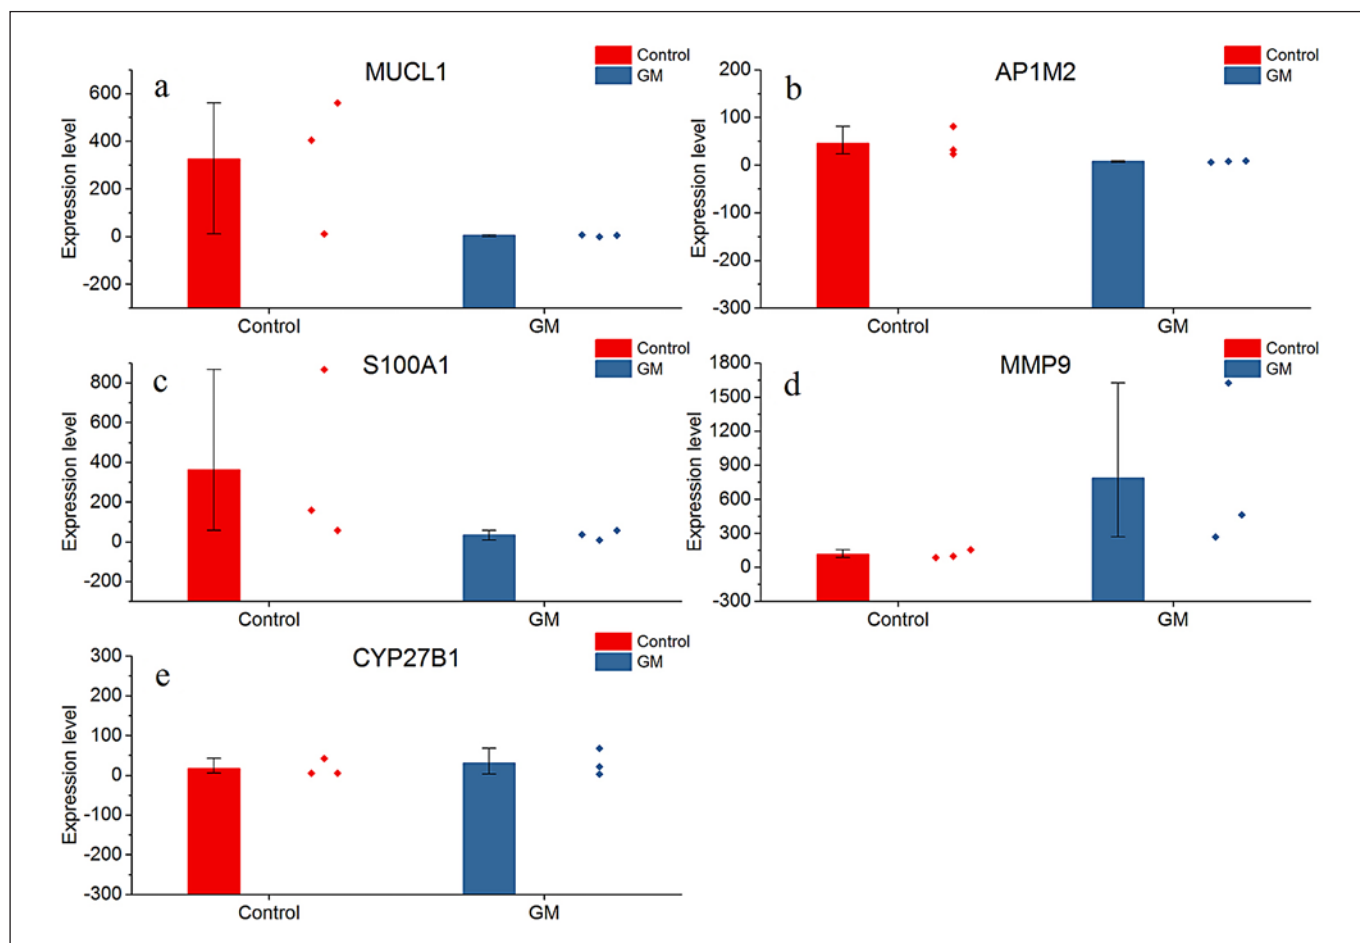 a
MUCL1
Control
GM
Expression level
600
400
200
0
-200
Control
GM
b
AP1M2
Control
GM
Expression level
200
100
0
-100
-200
-300
Control
GM
c
S100A1
Control
GM
Expression level
800
600
400
200
0
-200
Control
GM
d
MMP9
Control
GM
Expression level
1800
1500
1200
900
600
300
0
-300
Control
GM
e
CYP27B1
Control
GM
Expression level
300
200
100
0
-100
-200
-300
Control
GM